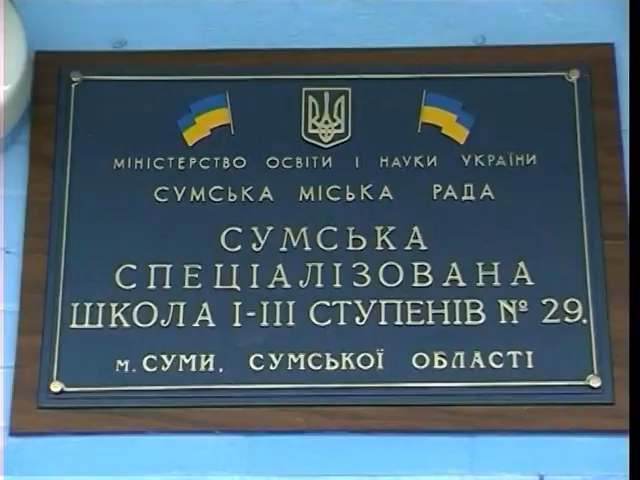 МІНІСТЕРСТВО ОСВІТИ І НАУКИ УКРАЇНИ
СУМСЬКА МІСЬКА РАДА
СУМСЬКА
СПЕЦІАЛІЗОВАНА
ШКОЛА І-ІІІ СТУПЕНІВ № 29.
м. СУМИ, СУМСЬКОЇ ОБЛАСТІ